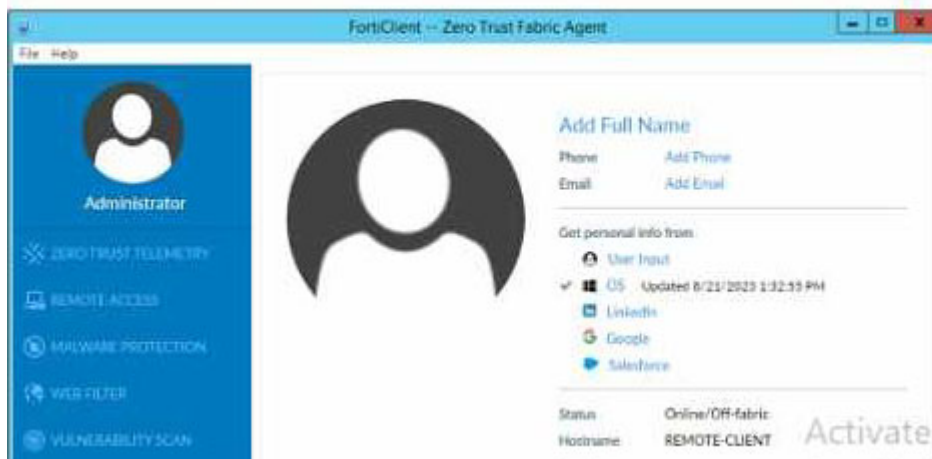 FortiClient -- Zero Trust Fabric Agent
File Help
Administrator
ZERO TRUST TELEMETRY
REMOTE ACCESS
MALWARE PROTECTION
WEB FILTER
VULNERABILITY SCAN
Add Full Name
Phone Add Phone
Email Add Email
Get personal info from
User Input
OS Updated 8/21/2023 1:32:55 PM
LinkedIn
Google
Salesforce
Status Online/Off-fabric
Hostname REMOTE-CLIENT
Activate